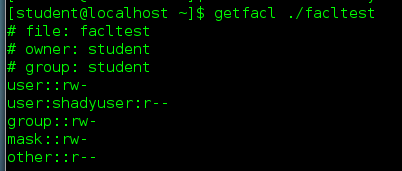 [student@localhost ~]$ getfacl ./facltest
# file: facltest
# owner: student
# group: student
user::rw-
user:shadyuser:r--
group::rw-
mask::rw-
other::r--